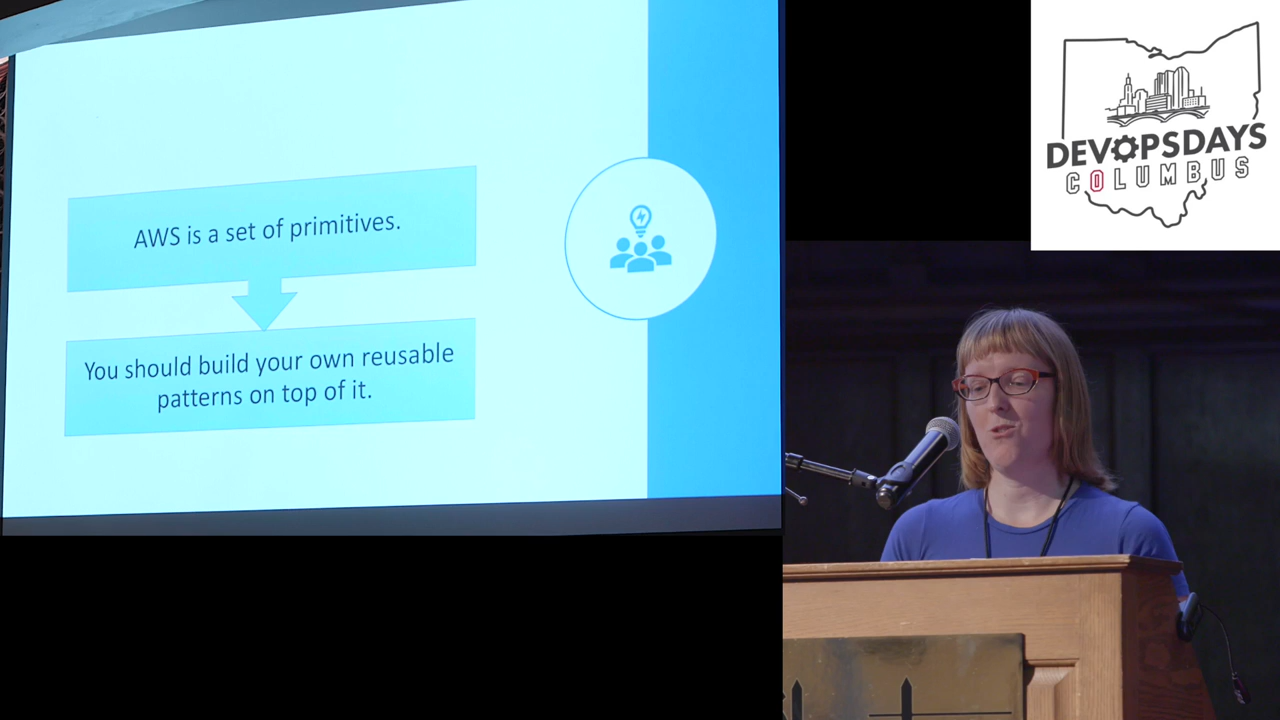 AWS is a set of primitives.
You should build your own reusable
patterns on top of it.
DEVOPSDAYS
COLUMBUS